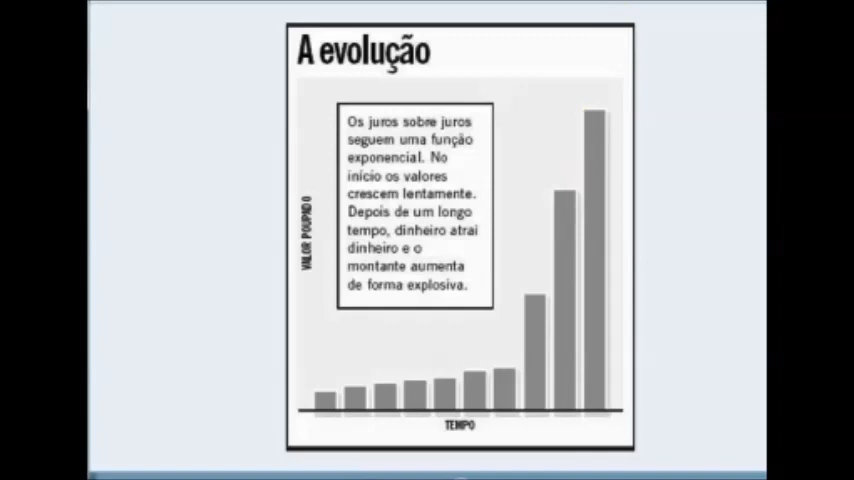 A evolução
Os juros sobre juros
seguem uma função
exponencial. No
início os valores
crescem lentamente.
Depois de um longo
tempo, dinheiro atrai
dinheiro e o
montante aumenta
de forma explosiva.
VALOR POUPADO
TEMPO